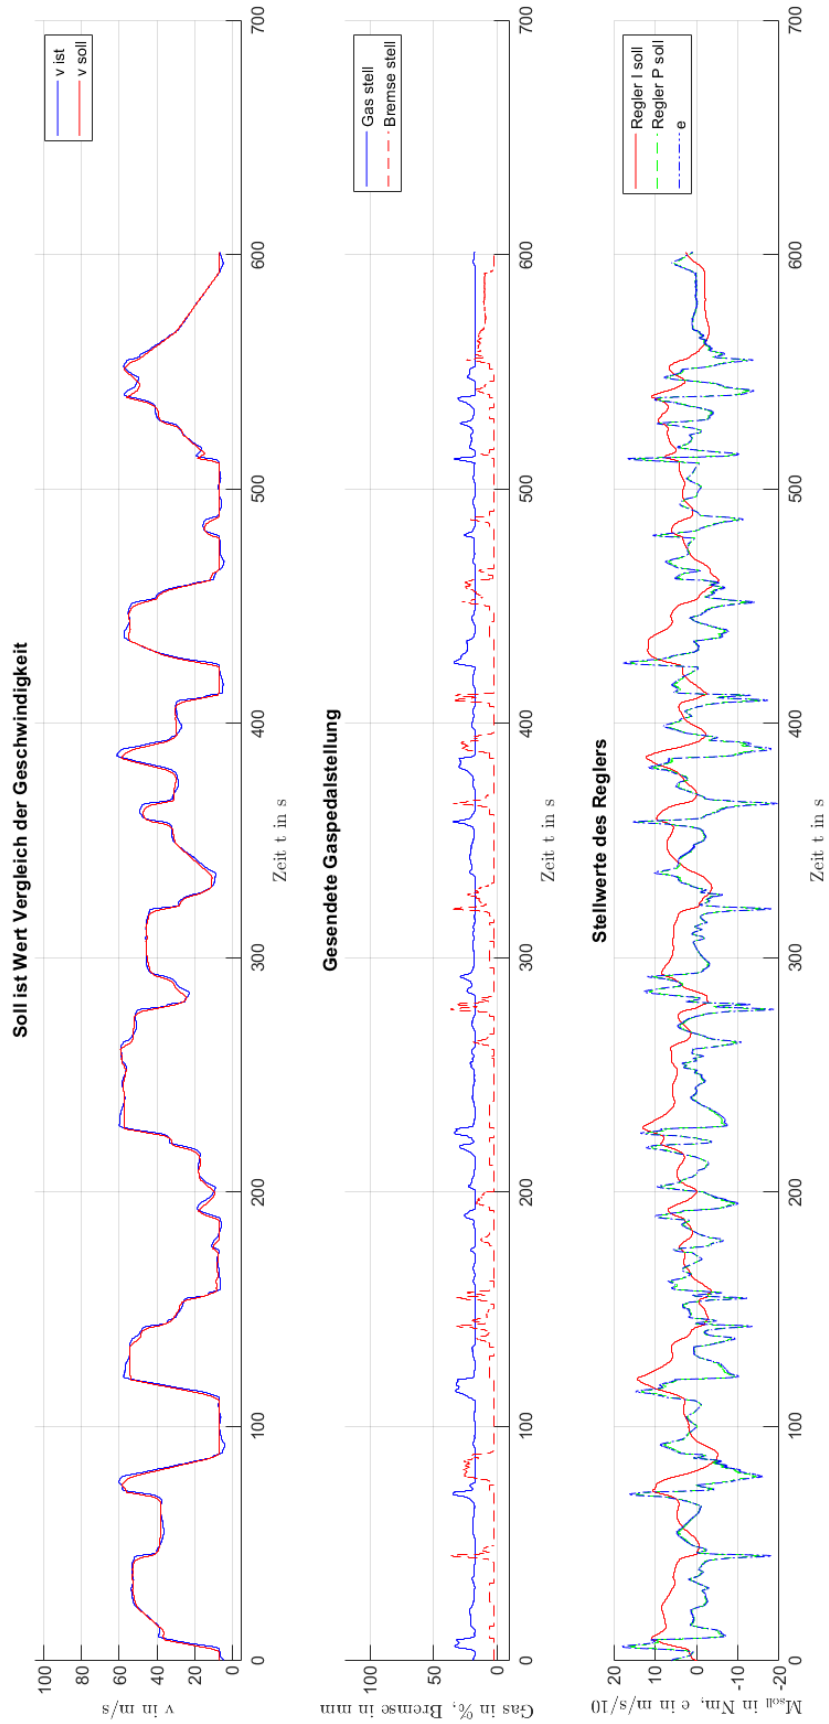 Soll ist Wert Vergleich der Geschwindigkeit
v in m/s
100
80
60
40
20
0
v ist
v soll
0
100
200
300
400
500
600
700
Zeit t in s
Gesendete Gaspedalstellung
Gas in %, Bremse in mm
100
50
0
Gas stell
Bremse stell
0
100
200
300
400
500
600
700
Zeit t in s
Stellwerte des Reglers
M_soll in Nm, e in m/s/10
20
10
0
-10
-20
Regler I soll
Regler P soll
e
0
100
200
300
400
500
600
700
Zeit t in s